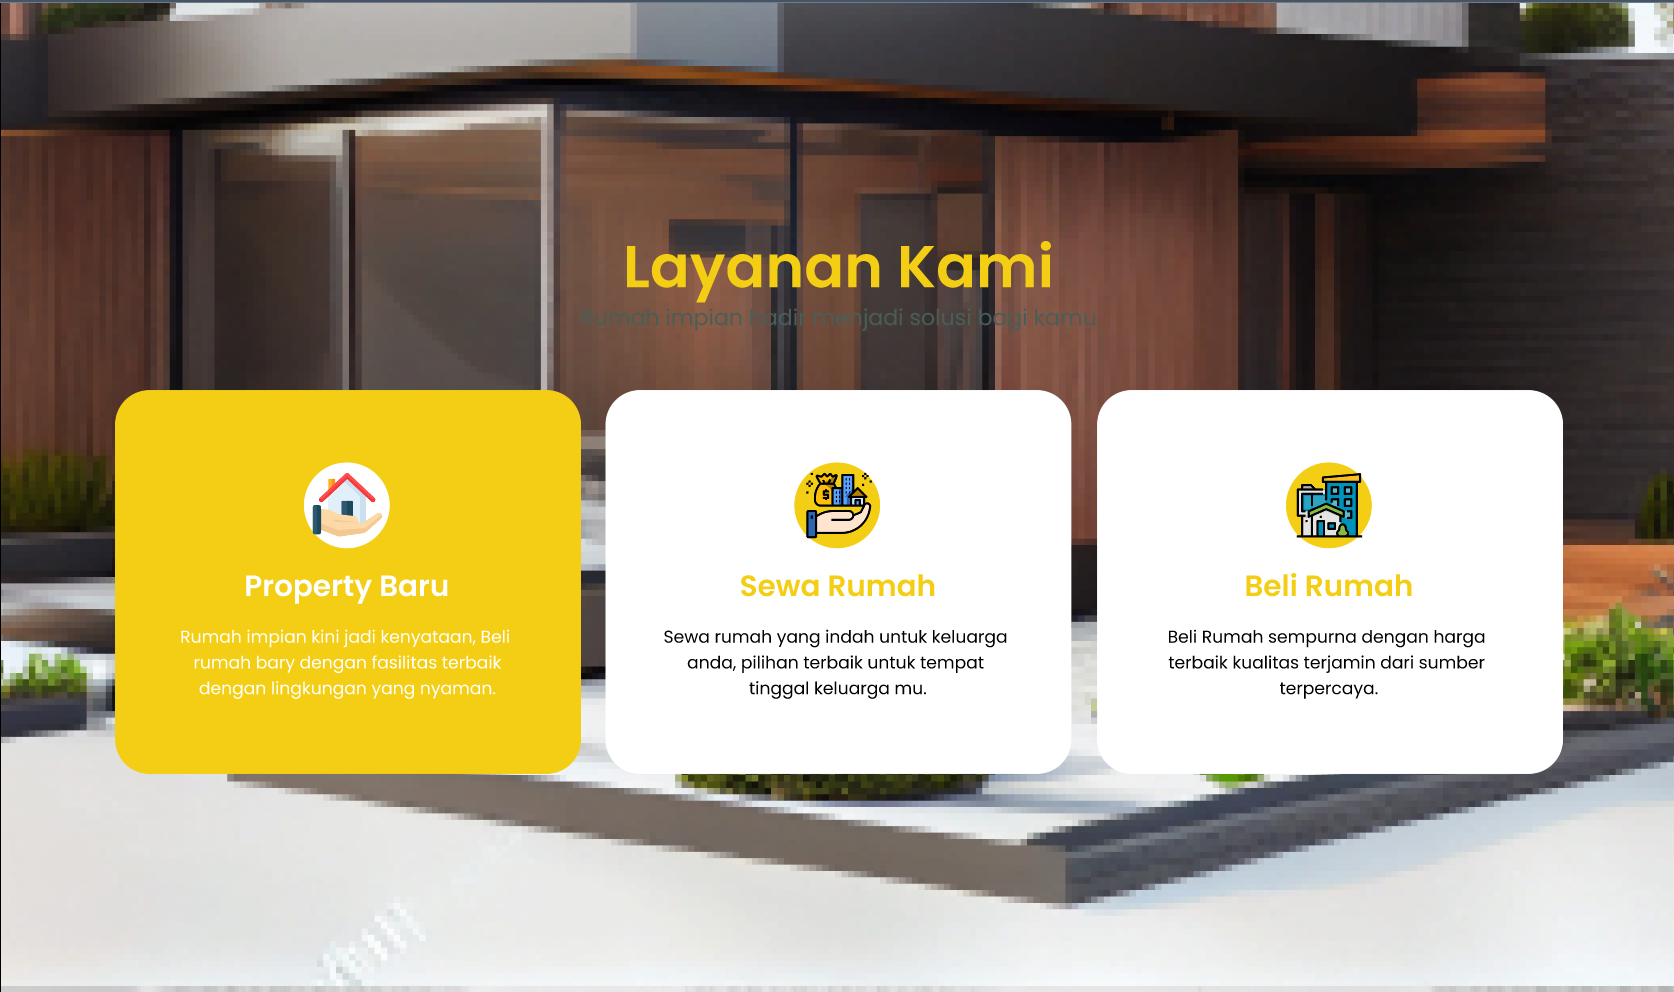 Layanan Kami
Rumah impian hadir menjadi solusi bagi kamu
Property Baru
Rumah impian kini jadi kenyataan, Beli
rumah bary dengan fasilitas terbaik
dengan lingkungan yang nyaman.
Sewa Rumah
Sewa rumah yang indah untuk keluarga
anda, pilihan terbaik untuk tempat
tinggal keluarga mu.
Beli Rumah
Beli Rumah sempurna dengan harga
terbaik kualitas terjamin dari sumber
terpercaya.